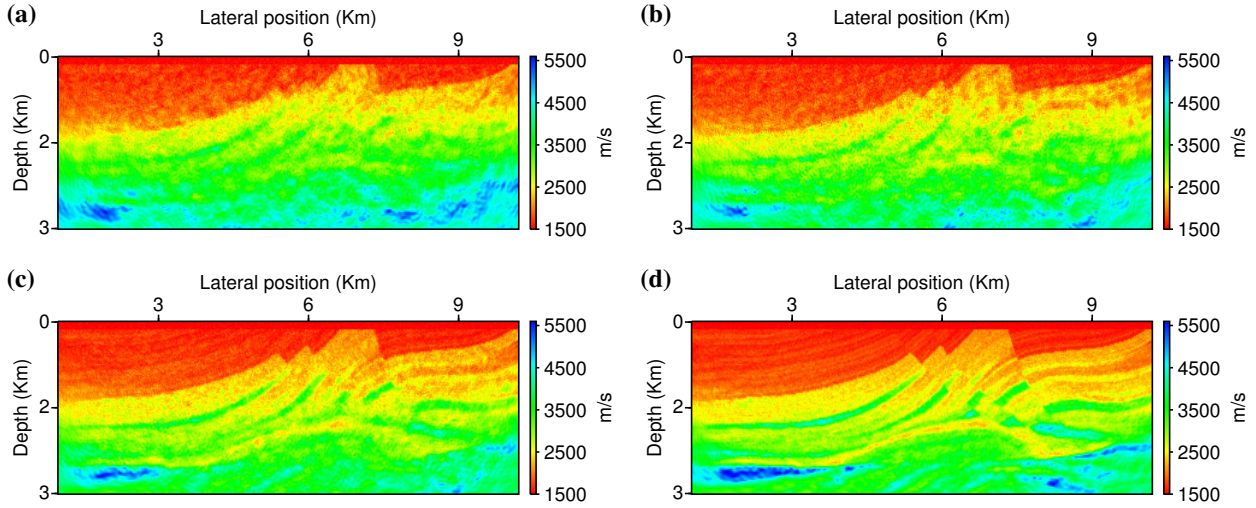 (a)
Lateral position (Km)
3 6 9
0
2
3
Depth (Km)
5500
4500
3500
2500
1500
m/s
(b)
Lateral position (Km)
3 6 9
0
2
3
Depth (Km)
5500
4500
3500
2500
1500
m/s
(c)
Lateral position (Km)
3 6 9
0
2
3
Depth (Km)
5500
4500
3500
2500
1500
m/s
(d)
Lateral position (Km)
3 6 9
0
2
3
Depth (Km)
5500
4500
3500
2500
1500
m/s